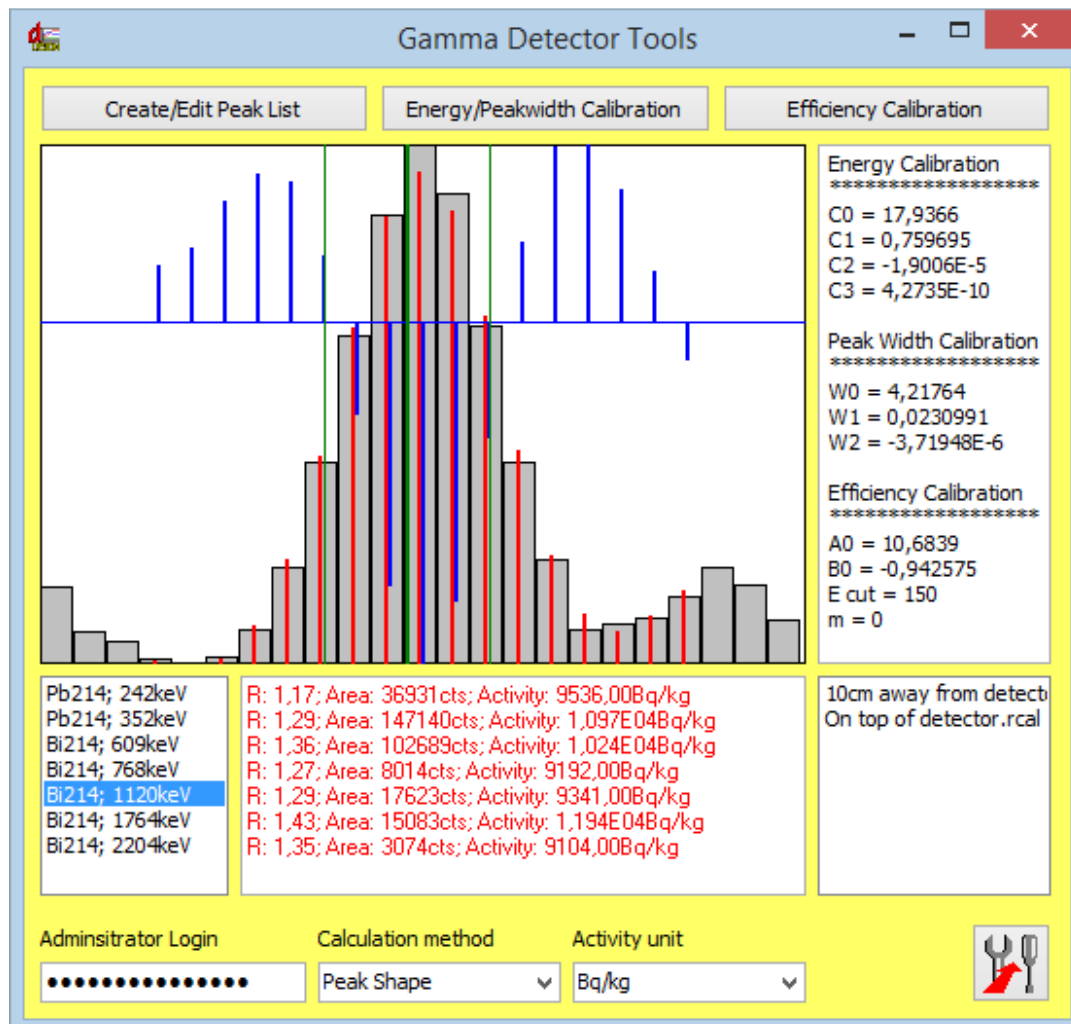 Gamma Detector Tools
Create/Edit Peak List
Energy/Peakwidth Calibration
Efficiency Calibration
Energy Calibration
*******************
C0 = 17,9366
C1 = 0,759695
C2 = -1,9006E-5
C3 = 4,2735E-10
Peak Width Calibration
*******************
W0 = 4,21764
W1 = 0,0230991
W2 = -3,71948E-6
Efficiency Calibration
*******************
A0 = 10,6839
B0 = -0,942575
E cut = 150
m = 0
Pb214; 242keV
Pb214; 352keV
Bi214; 609keV
Bi214; 768keV
Bi214; 1120keV
Bi214; 1764keV
Bi214; 2204keV
R: 1,17; Area: 36931cts; Activity: 9536,00Bq/kg
R: 1,29; Area: 147140cts; Activity: 1,097E04Bq/kg
R: 1,36; Area: 102689cts; Activity: 1,024E04Bq/kg
R: 1,27; Area: 8014cts; Activity: 9192,00Bq/kg
R: 1,29; Area: 17623cts; Activity: 9341,00Bq/kg
R: 1,43; Area: 15083cts; Activity: 1,194E04Bq/kg
R: 1,35; Area: 3074cts; Activity: 9104,00Bq/kg
10cm away from detect
On top of detector.rcal
Adminsitrator Login
Calculation method
Activity unit
●●●●●●●●●●●●●●●
Peak Shape
Bq/kg